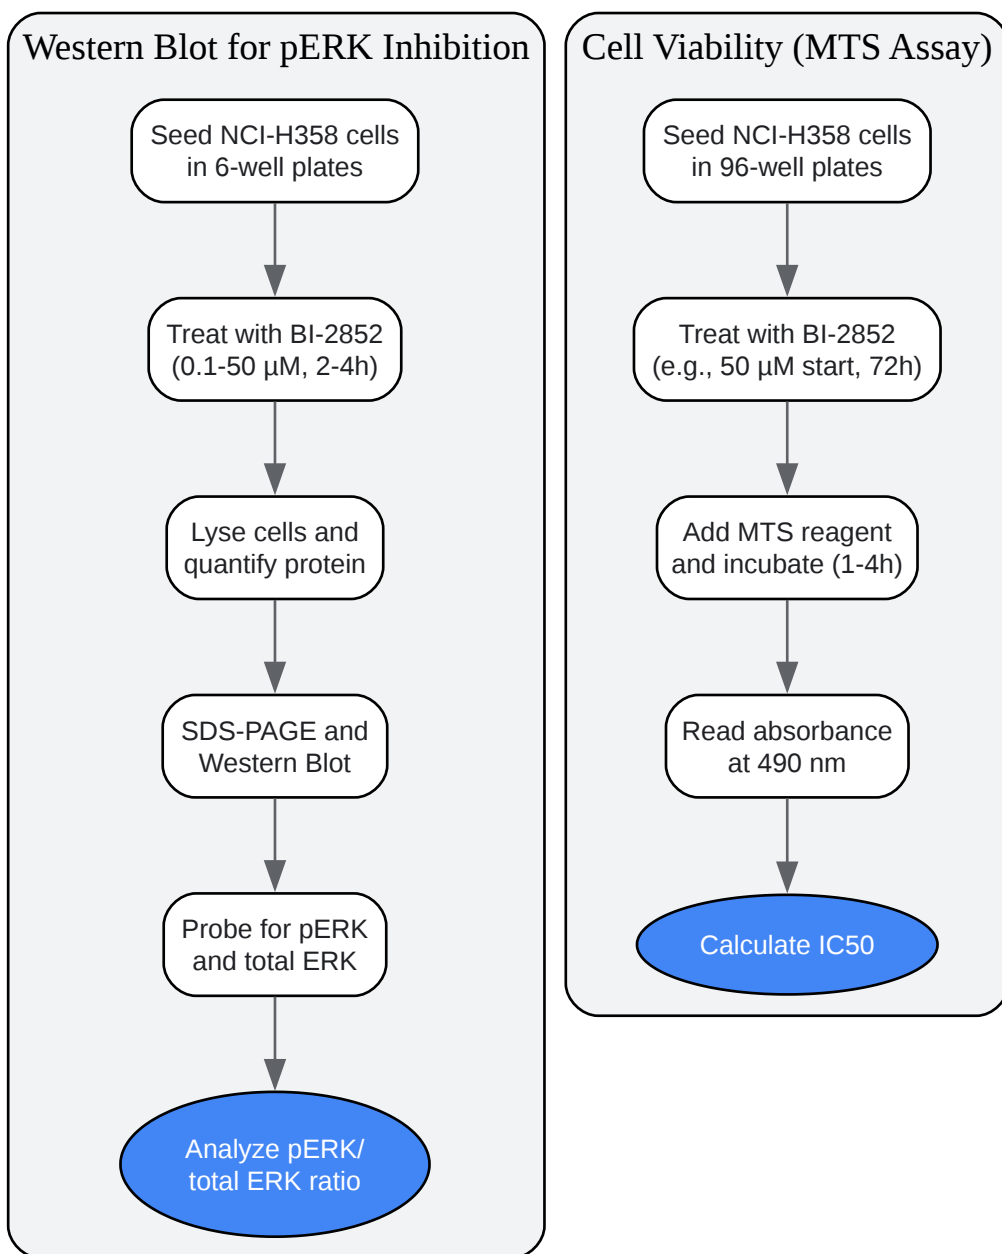 Western Blot for pERK Inhibition
Seed NCI-H358 cells
in 6-well plates
Treat with BI-2852
(0.1-50 µM, 2-4h)
Lyse cells and
quantify protein
SDS-PAGE and
Western Blot
Probe for pERK
and total ERK
Analyze pERK/
total ERK ratio
Cell Viability (MTS Assay)
Seed NCI-H358 cells
in 96-well plates
Treat with BI-2852
(e.g., 50 µM start, 72h)
Add MTS reagent
and incubate (1-4h)
Read absorbance
at 490 nm
Calculate IC50